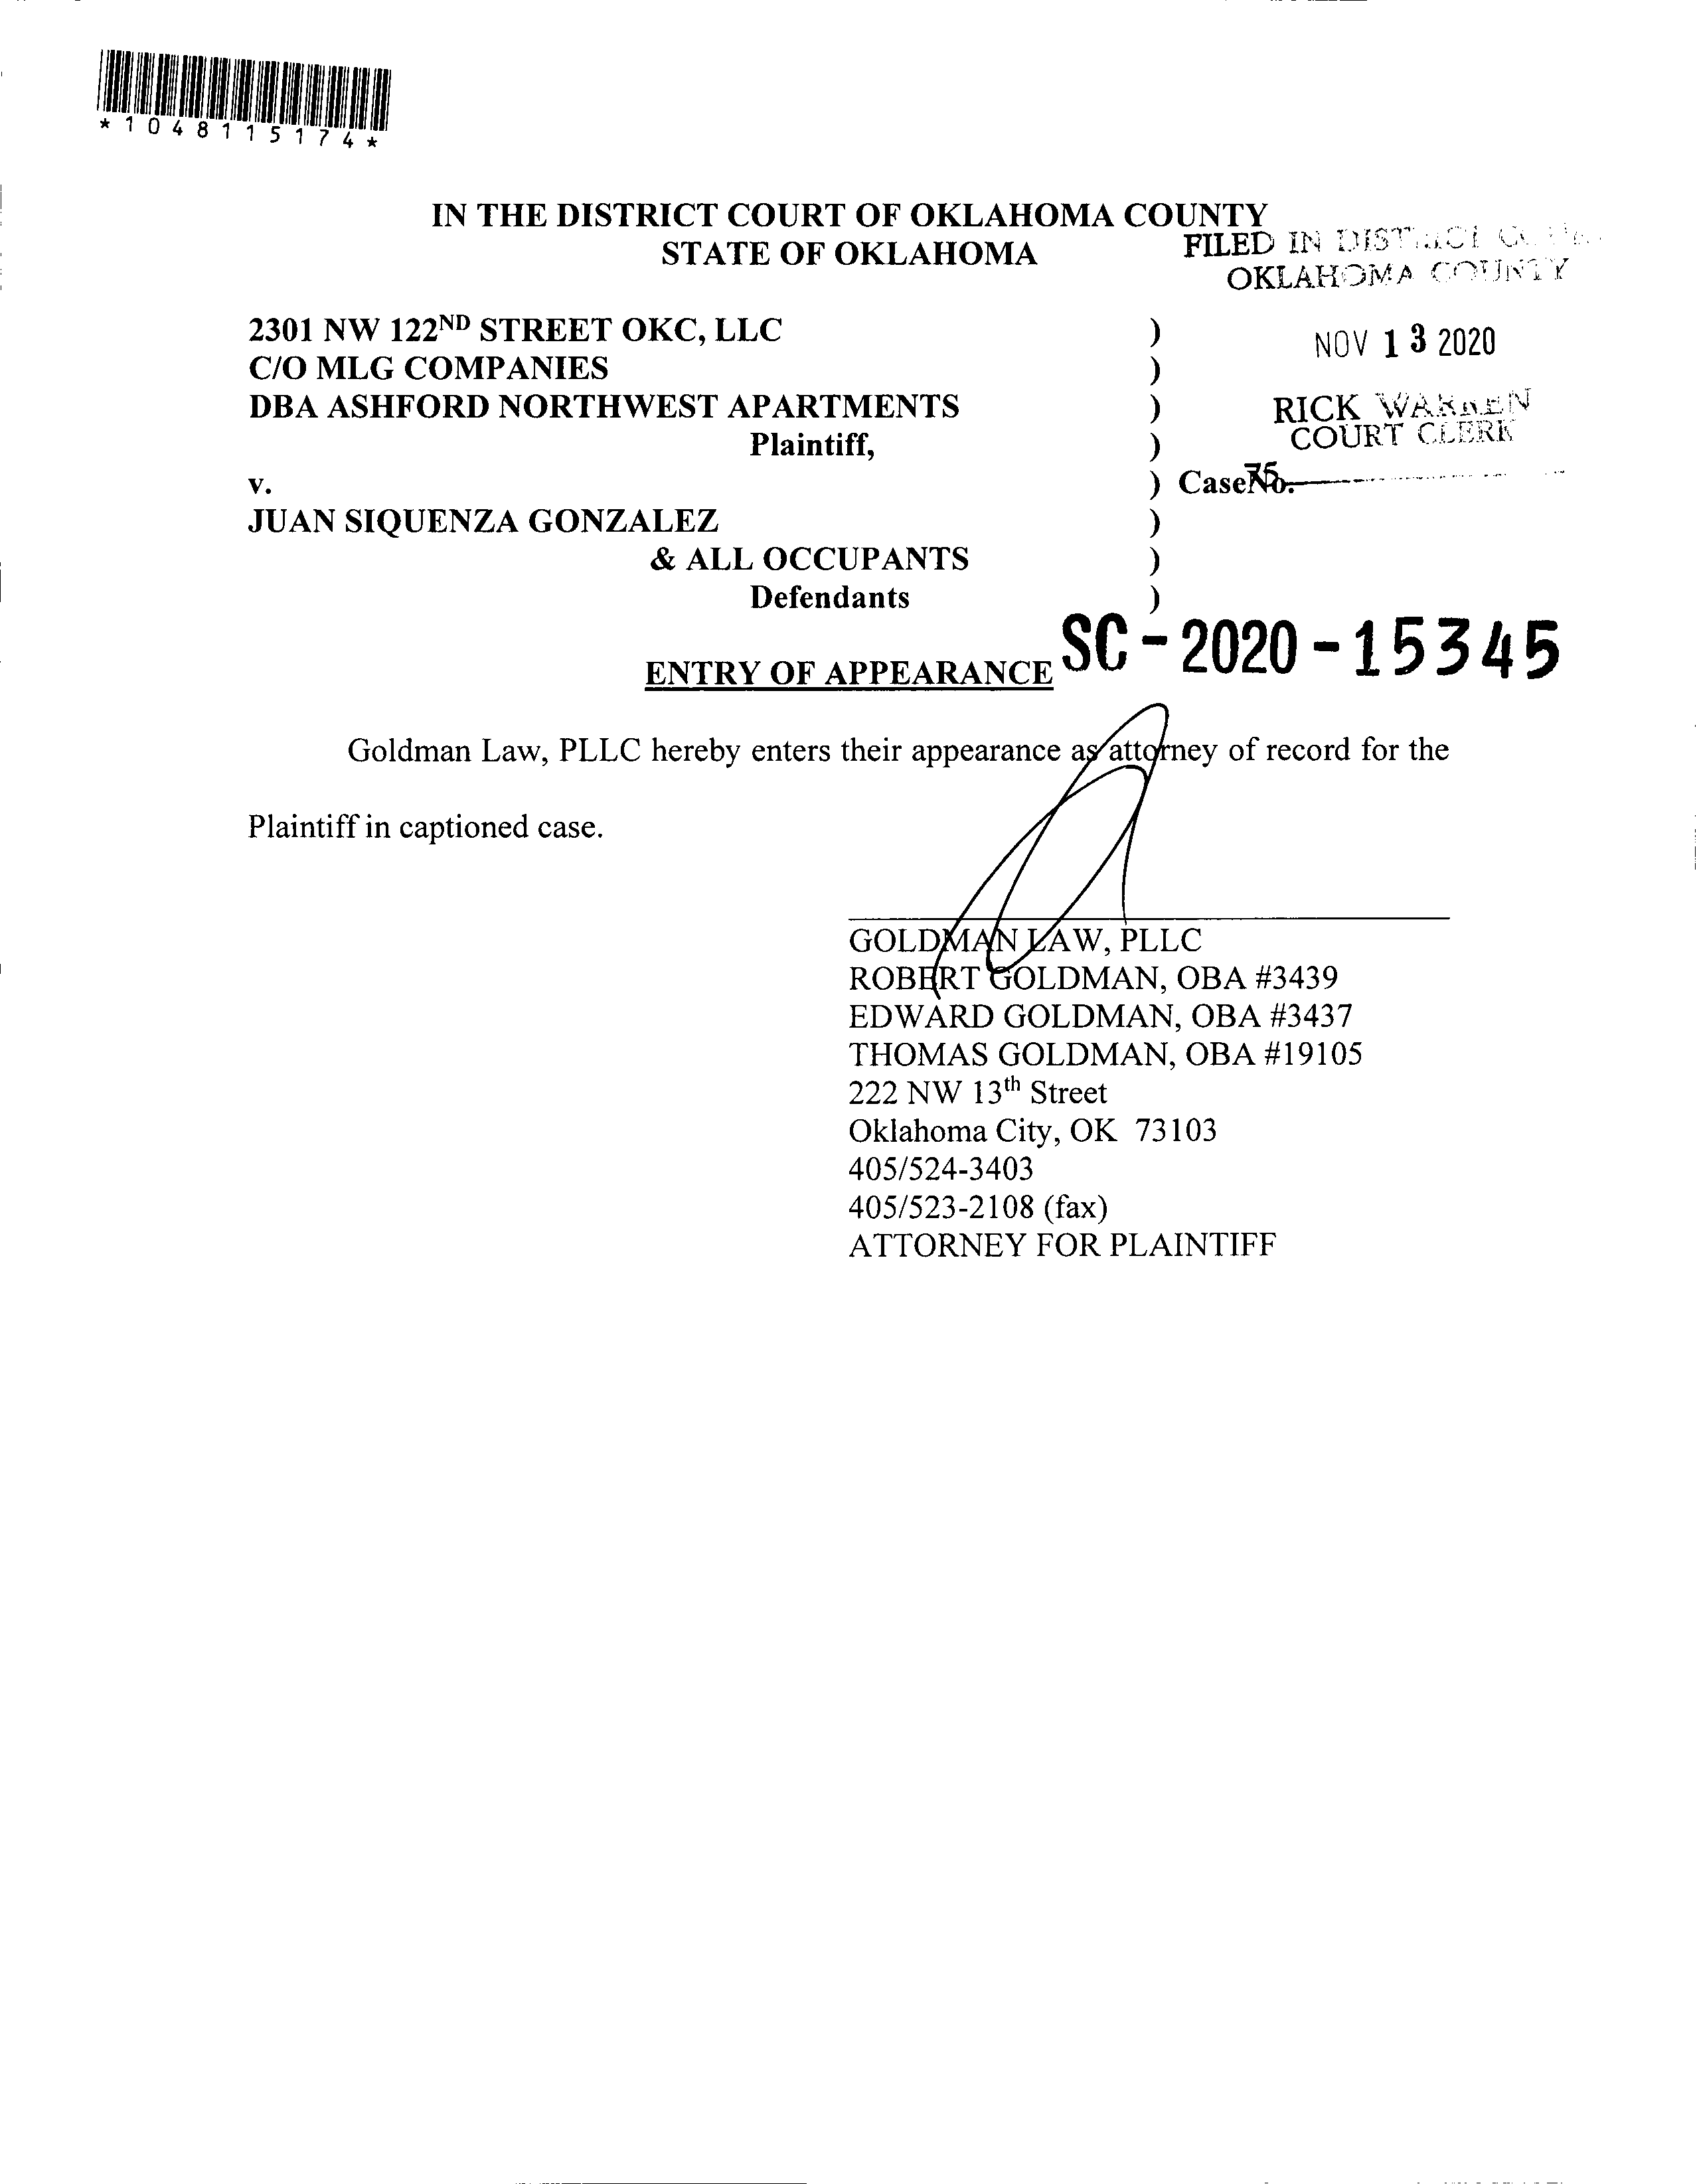 *1048115174*
IN THE DISTRICT COURT OF OKLAHOMA COUNTY
STATE OF OKLAHOMA
FILED IN DISTRICT
OKLAHOMA COUNTY
2301 NW 122ND STREET OKC, LLC )
NOV 13 2020
C/O MLG COMPANIES )
DBA ASHFORD NORTHWEST APARTMENTS )
RICK WARREN
COURT CLERK
Plaintiff, )
v. ) Case No.
75
JUAN SIQUENZA GONZALEZ )
& ALL OCCUPANTS )
Defendants )
SC-2020-15345
ENTRY OF APPEARANCE
Goldman Law, PLLC hereby enters their appearance as attorney of record for the
Plaintiff in captioned case.
GOLDMAN LAW, PLLC
ROBERT GOLDMAN, OBA #3439
EDWARD GOLDMAN, OBA #3437
THOMAS GOLDMAN, OBA #19105
222 NW 13th Street
Oklahoma City, OK 73103
405/524-3403
405/523-2108 (fax)
ATTORNEY FOR PLAINTIFF